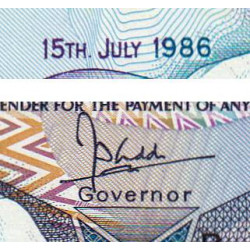 15TH. JULY 1986
ENDER FOR THE PAYMENT OF ANY
Governor